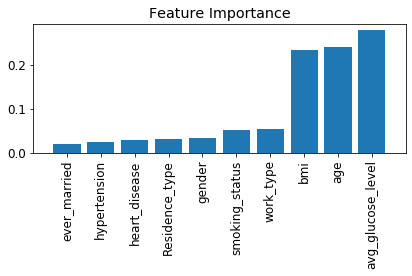 Feature Importance
0.2
0.1
0.0
ever_married
hypertension
heart_disease
Residence_type
gender
smoking_status
work_type
bmi
age
avg_glucose_level